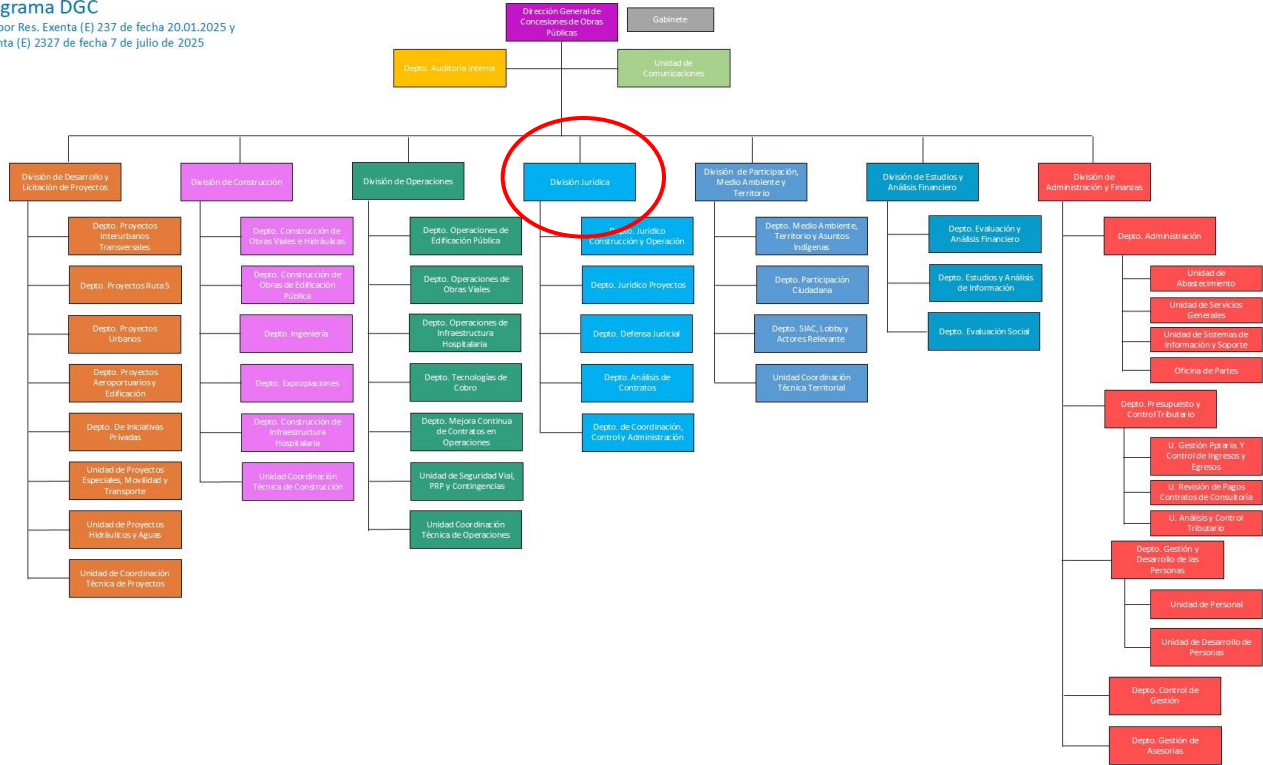 grama DGC
por Res. Exenta (E) 237 de fecha 20.01.2025 y
nta (E) 2327 de fecha 7 de julio de 2025
Dirección General de
Concesiones de Obras
Públicas
Gabinete
Depto. Auditoría Interna
Unidad de
Comunicaciones
División de Desarrollo y
Licitación de Proyectos
División de Construcción
División de Operaciones
División Jurídica
División de Participación,
Medio Ambiente y
Territorio
División de Estudios y
Análisis Financiero
División de
Administración y Finanzas
Depto. Proyectos
Interurbanos
Transversales
Depto. Proyectos Ruta 5
Depto. Proyectos
Urbanos
Depto. Proyectos
Aeroportuarios y
Edificación
Depto. De Iniciativas
Privadas
Unidad de Proyectos
Especiales, Movilidad y
Transporte
Unidad de Proyectos
Hidráulicos y Aguas
Unidad de Coordinación
Técnica de Proyectos
Depto. Construcción de
Obras Viales e Hidráulicas
Depto. Construcción de
Obras de Edificación
Pública
Depto. Ingeniería
Depto. Expropiaciones
Depto. Construcción de
Infraestructura
Hospitalaria
Unidad Coordinación
Técnica de Construcción
Depto. Operaciones de
Edificación Pública
Depto. Operaciones de
Obras Viales
Depto. Operaciones de
Infraestructura
Hospitalaria
Depto. Tecnologías de
Cobro
Depto. Mejora Continua
de Contratos en
Operaciones
Unidad de Seguridad Vial,
PRP y Contingencias
Unidad Coordinación
Técnica de Operaciones
Depto. Jurídico
Construcción y Operación
Depto. Jurídico Proyectos
Depto. Defensa Judicial
Depto. Análisis de
Contratos
Depto. de Coordinación,
Control y Administración
Depto. Medio Ambiente,
Territorio y Asuntos
Indígenas
Depto. Participación
Ciudadana
Depto. SIAC, Lobby y
Actores Relevante
Unidad Coordinación
Técnica Territorial
Depto. Evaluación y
Análisis Financiero
Depto. Estudios y Análisis
de Información
Depto. Evaluación Social
Depto. Administración
Unidad de
Abastecimiento
Unidad de Servicios
Generales
Unidad de Sistemas de
Información y Soporte
Oficina de Partes
Depto. Presupuesto y
Control Tributario
U. Gestión Pptaria. Y
Control de Ingresos y
Egresos
U. Revisión de Pagos
Contratos de Consultoría
U. Análisis y Control
Tributario
Depto. Gestión y
Desarrollo de las
Personas
Unidad de Personal
Unidad de Desarrollo de
Personas
Depto. Control de
Gestión
Depto. Gestión de
Asesorías